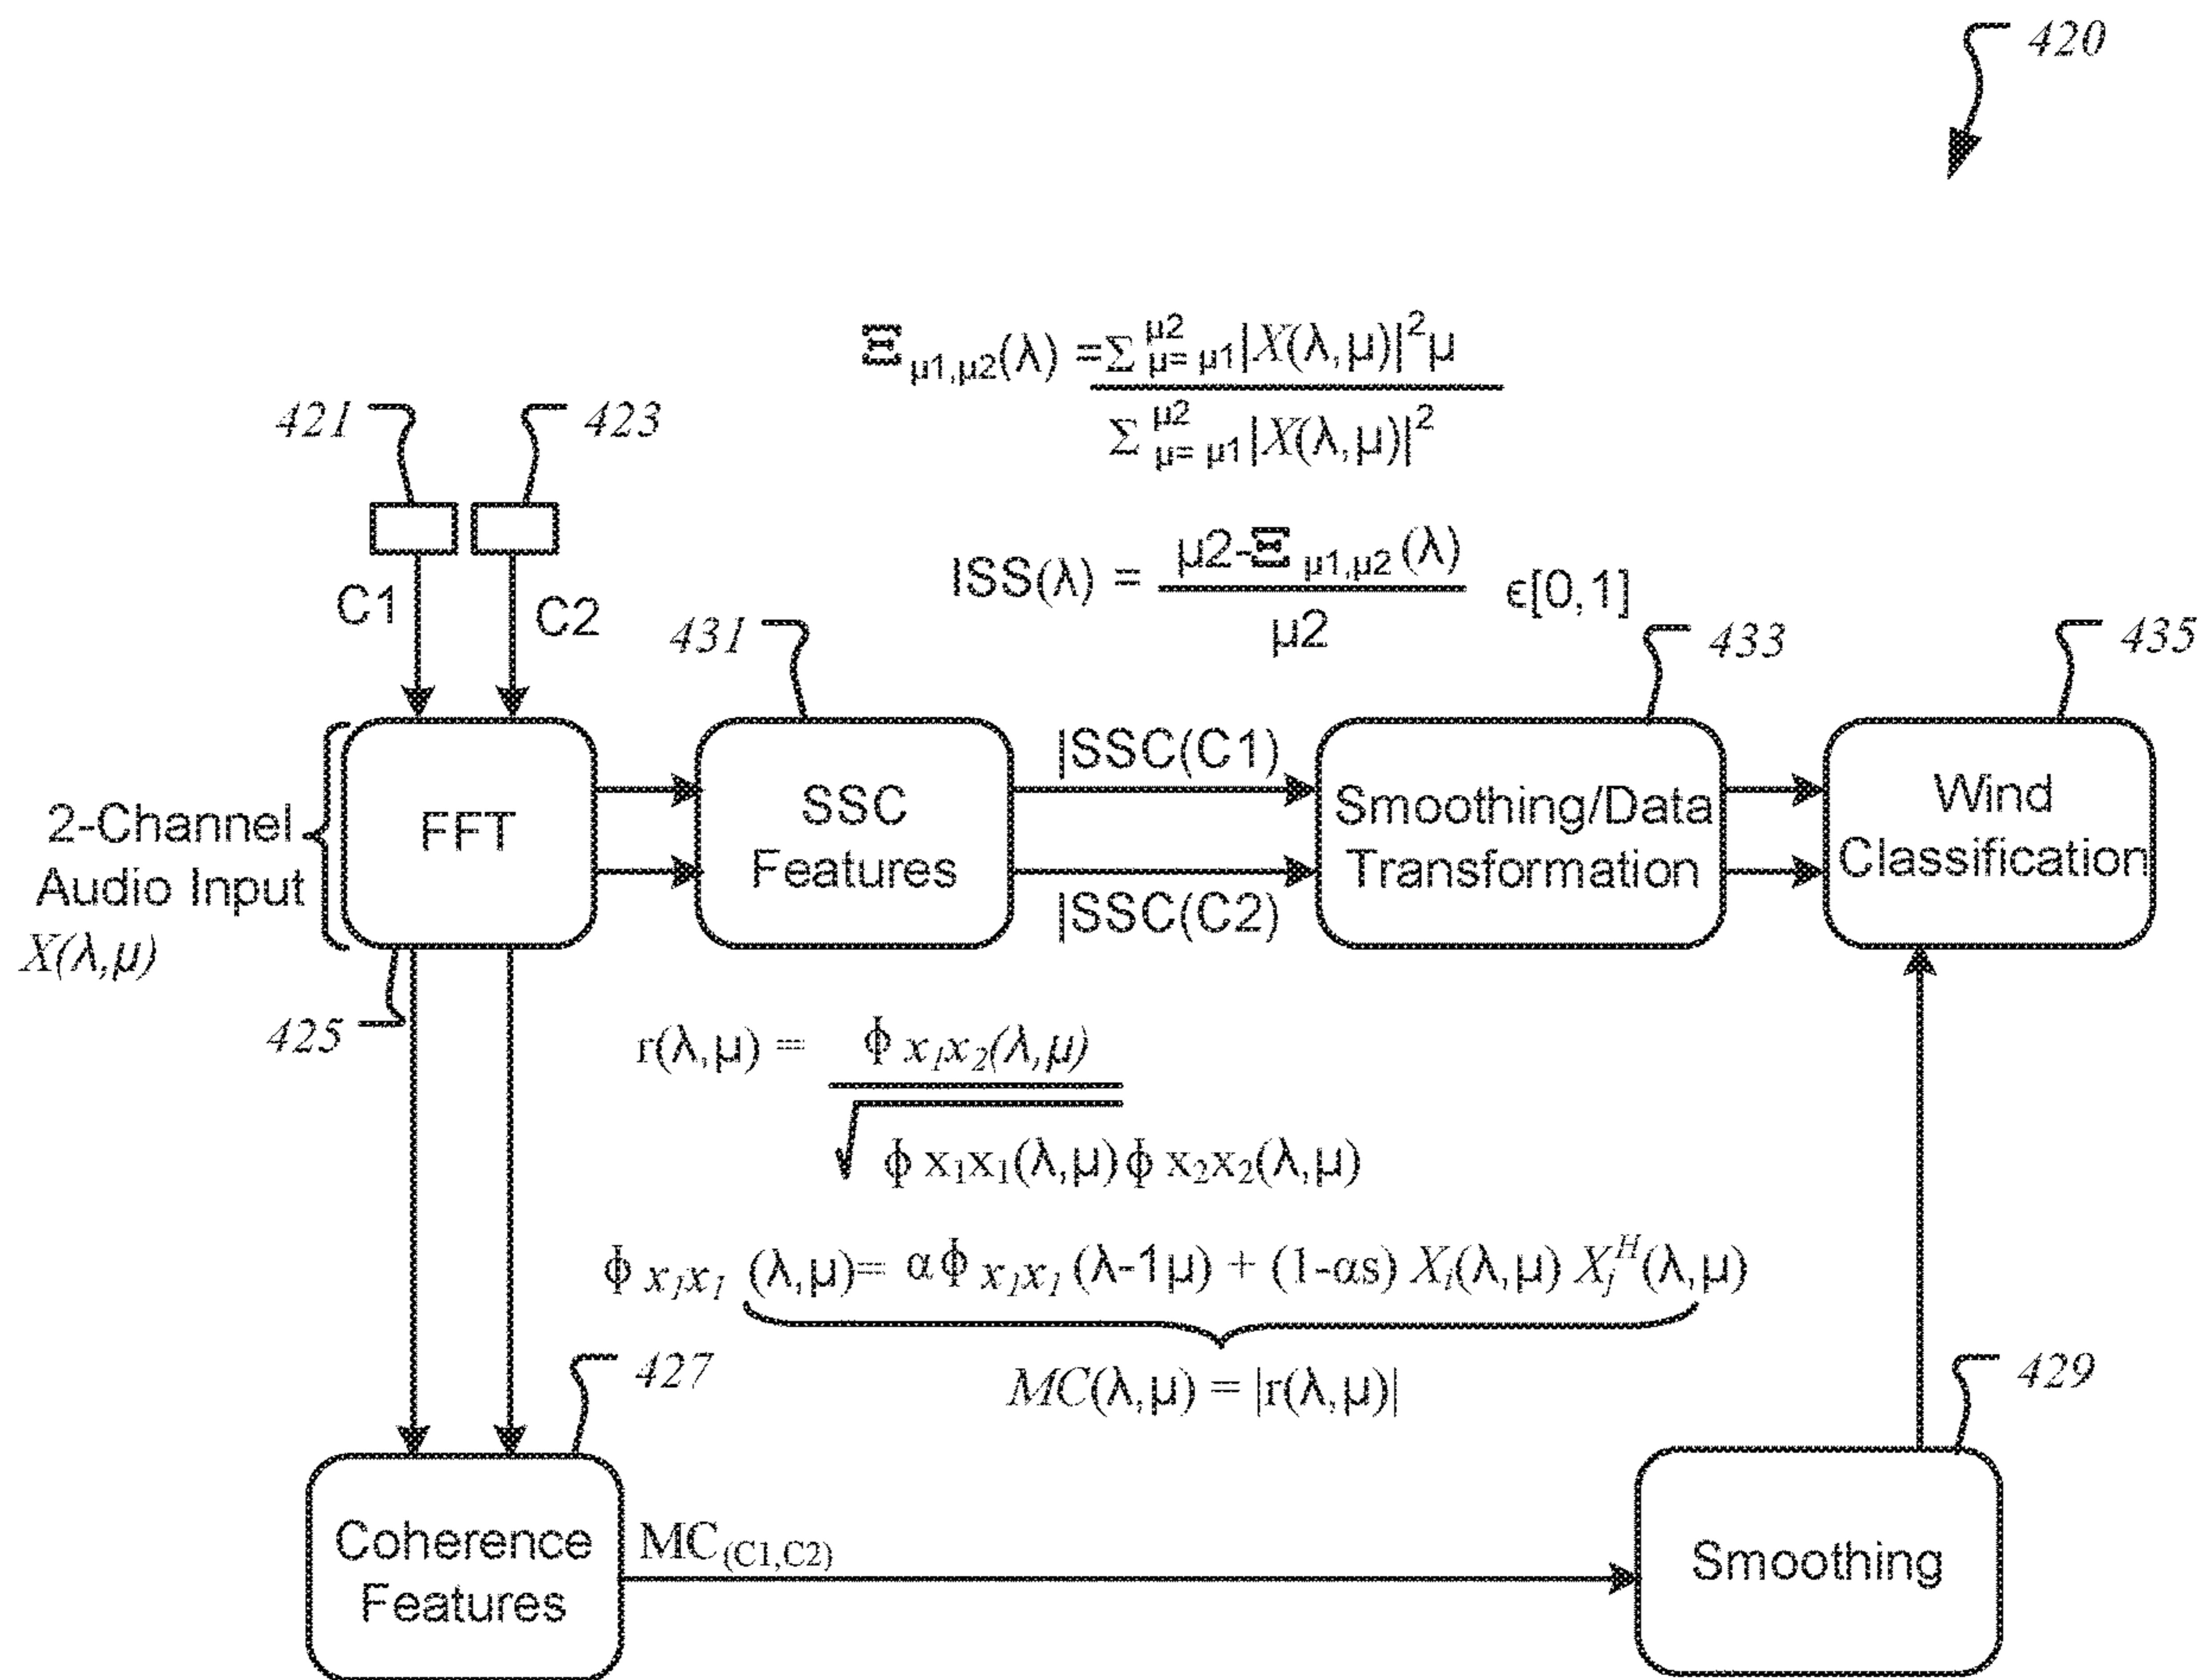 420
Ξμ1,μ2(λ) = Σ μ2 μ= μ1 |X(λ,μ)|²μ
Σ μ2 μ= μ1 |X(λ,μ)|²
421
423
ISS(λ) = μ2-Ξ μ1,μ2 (λ) ϵ[0,1]
μ2
C1
C2
431
433
435
2-Channel
Audio Input
X(λ,μ)
FFT
SSC
Features
|SSC(C1)
|SSC(C2)
Smoothing/Data
Transformation
Wind
Classification
425
r(λ,μ) = ϕ x₁x₂(λ,μ)
√ ϕ x₁x₁(λ,μ) ϕ x₂x₂(λ,μ)
ϕ x₁x₁ (λ,μ)= αϕ x₁x₁ (λ-1μ) + (1-αs) Xᵢ(λ,μ) Xⱼᴴ(λ,μ)
MC(λ,μ) = |r(λ,μ)|
427
429
Coherence
Features
MC(C1,C2)
Smoothing